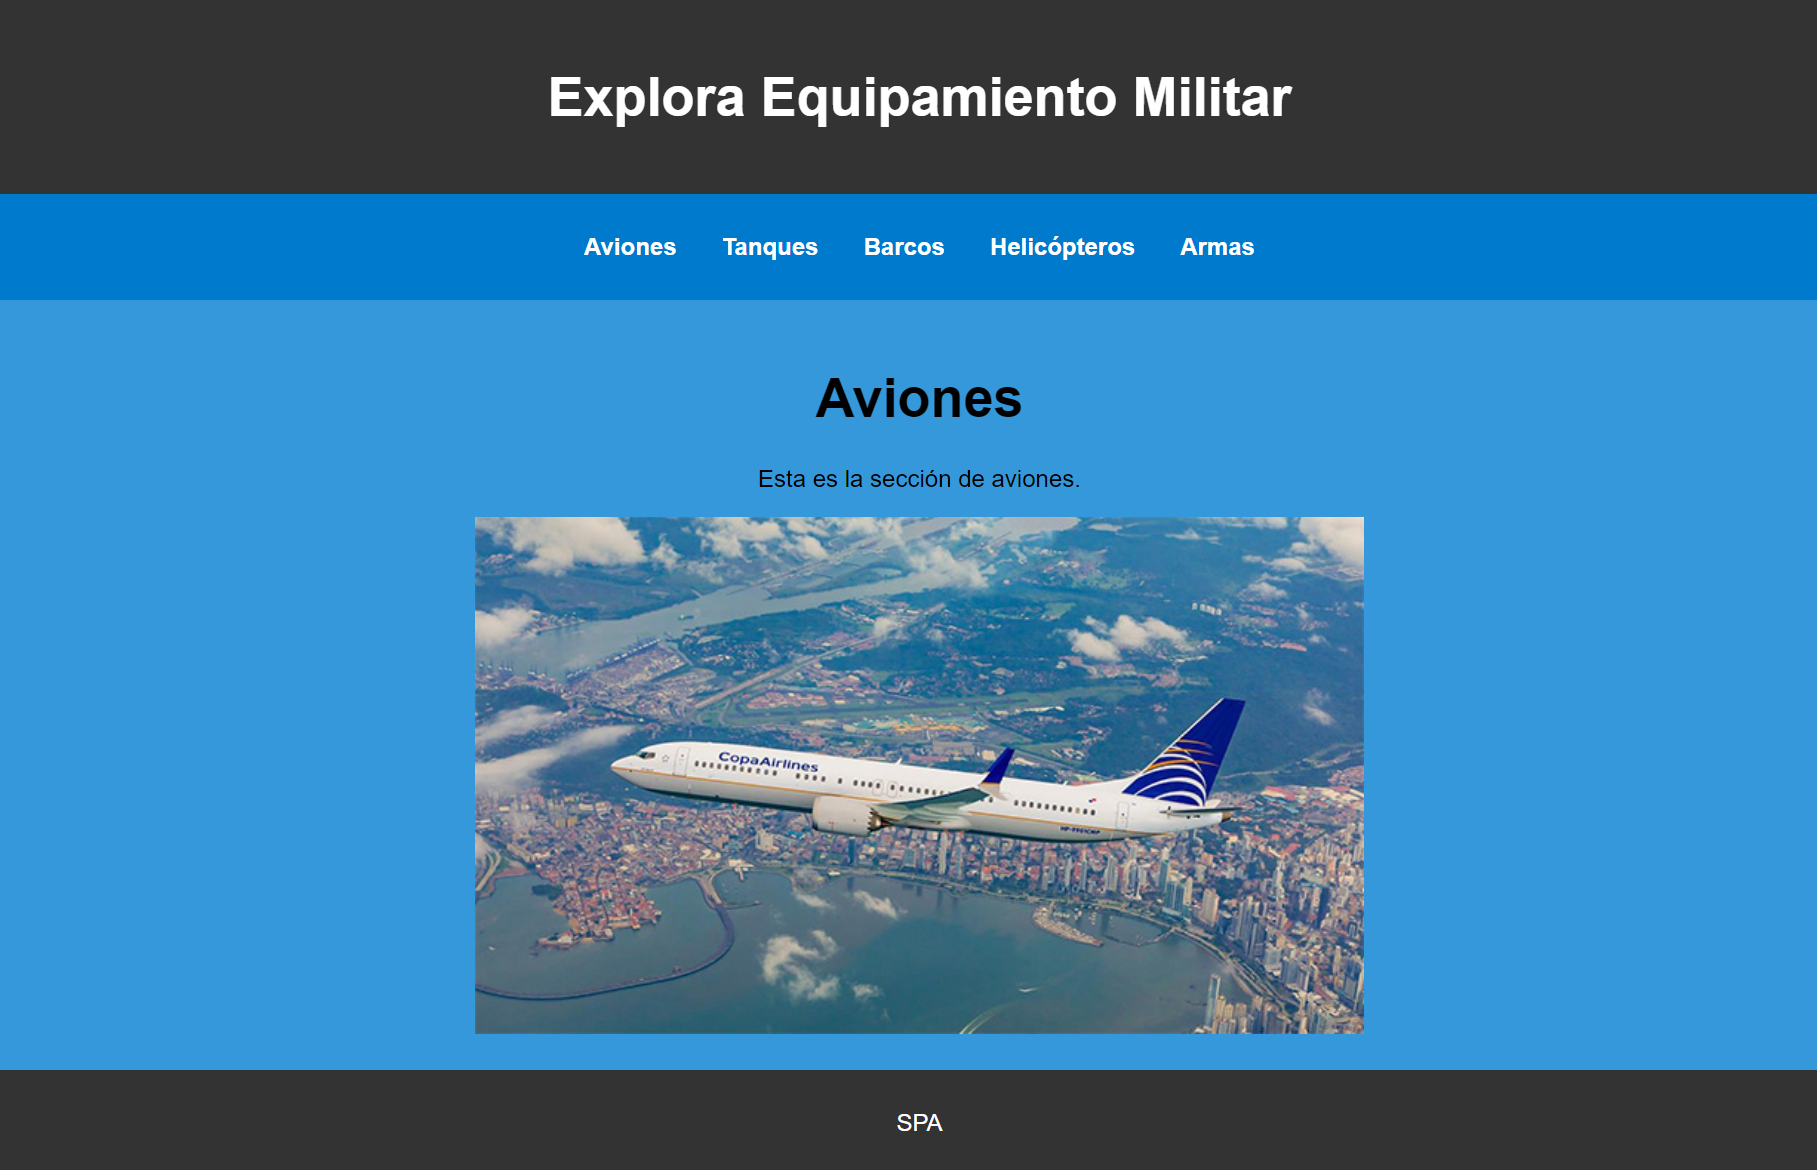 Explora Equipamiento Militar
Aviones Tanques Barcos Helicópteros Armas
Aviones
Esta es la sección de aviones.
CopaAirlines
SPA